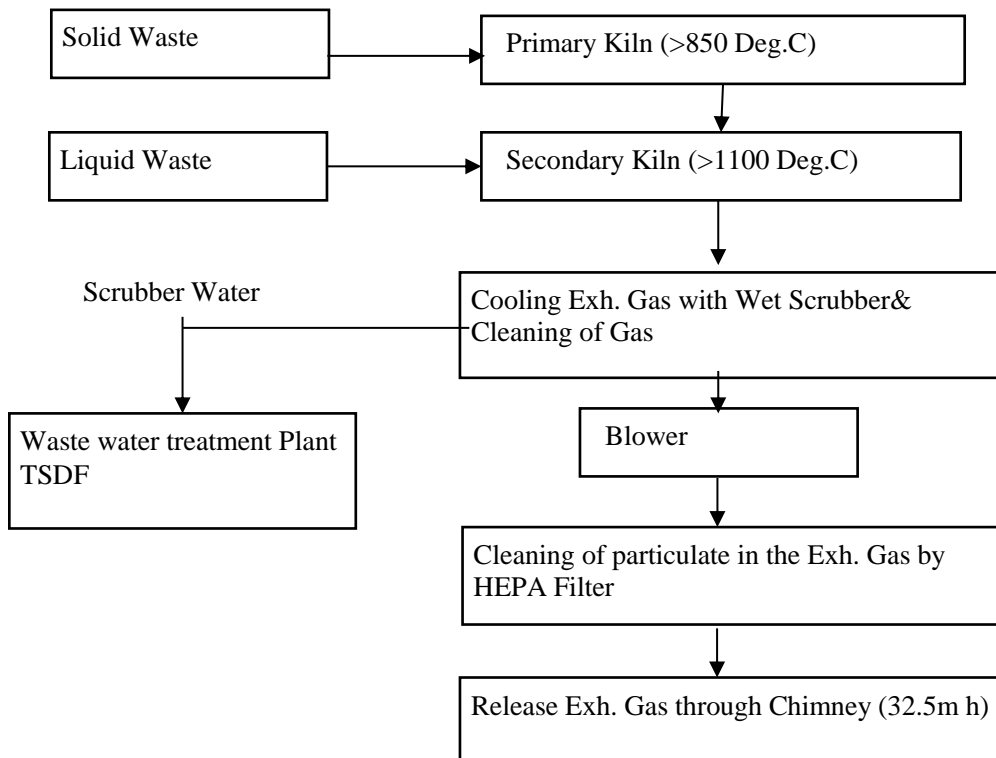 Solid Waste
Primary Kiln (>850 Deg.C)
Liquid Waste
Secondary Kiln (>1100 Deg.C)
Scrubber Water
Cooling Exh. Gas with Wet Scrubber&
Cleaning of Gas
Waste water treatment Plant
TSDF
Blower
Cleaning of particulate in the Exh. Gas by
HEPA Filter
Release Exh. Gas through Chimney (32.5m h)